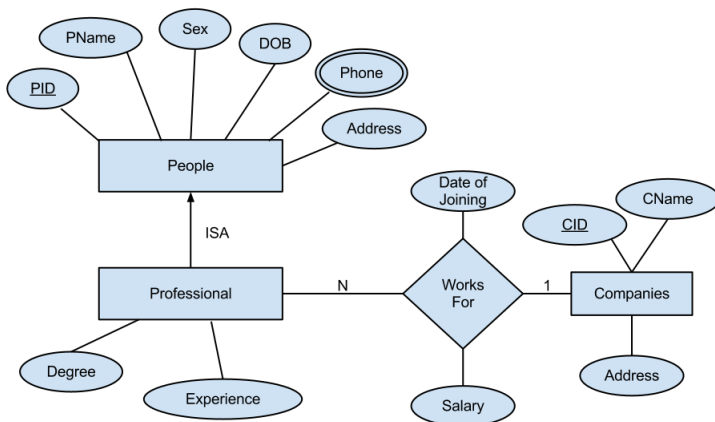 Sex
PName
DOB
Phone
PID
Address
People
ISA
Date of
Joining
CName
CID
Professional
N
Works
For
1
Companies
Degree
Experience
Salary
Address